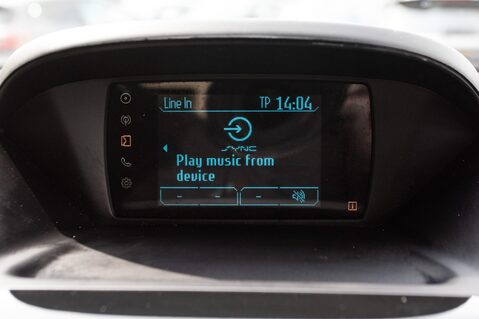 Line In TP 14:04
SYNC
Play music from
device